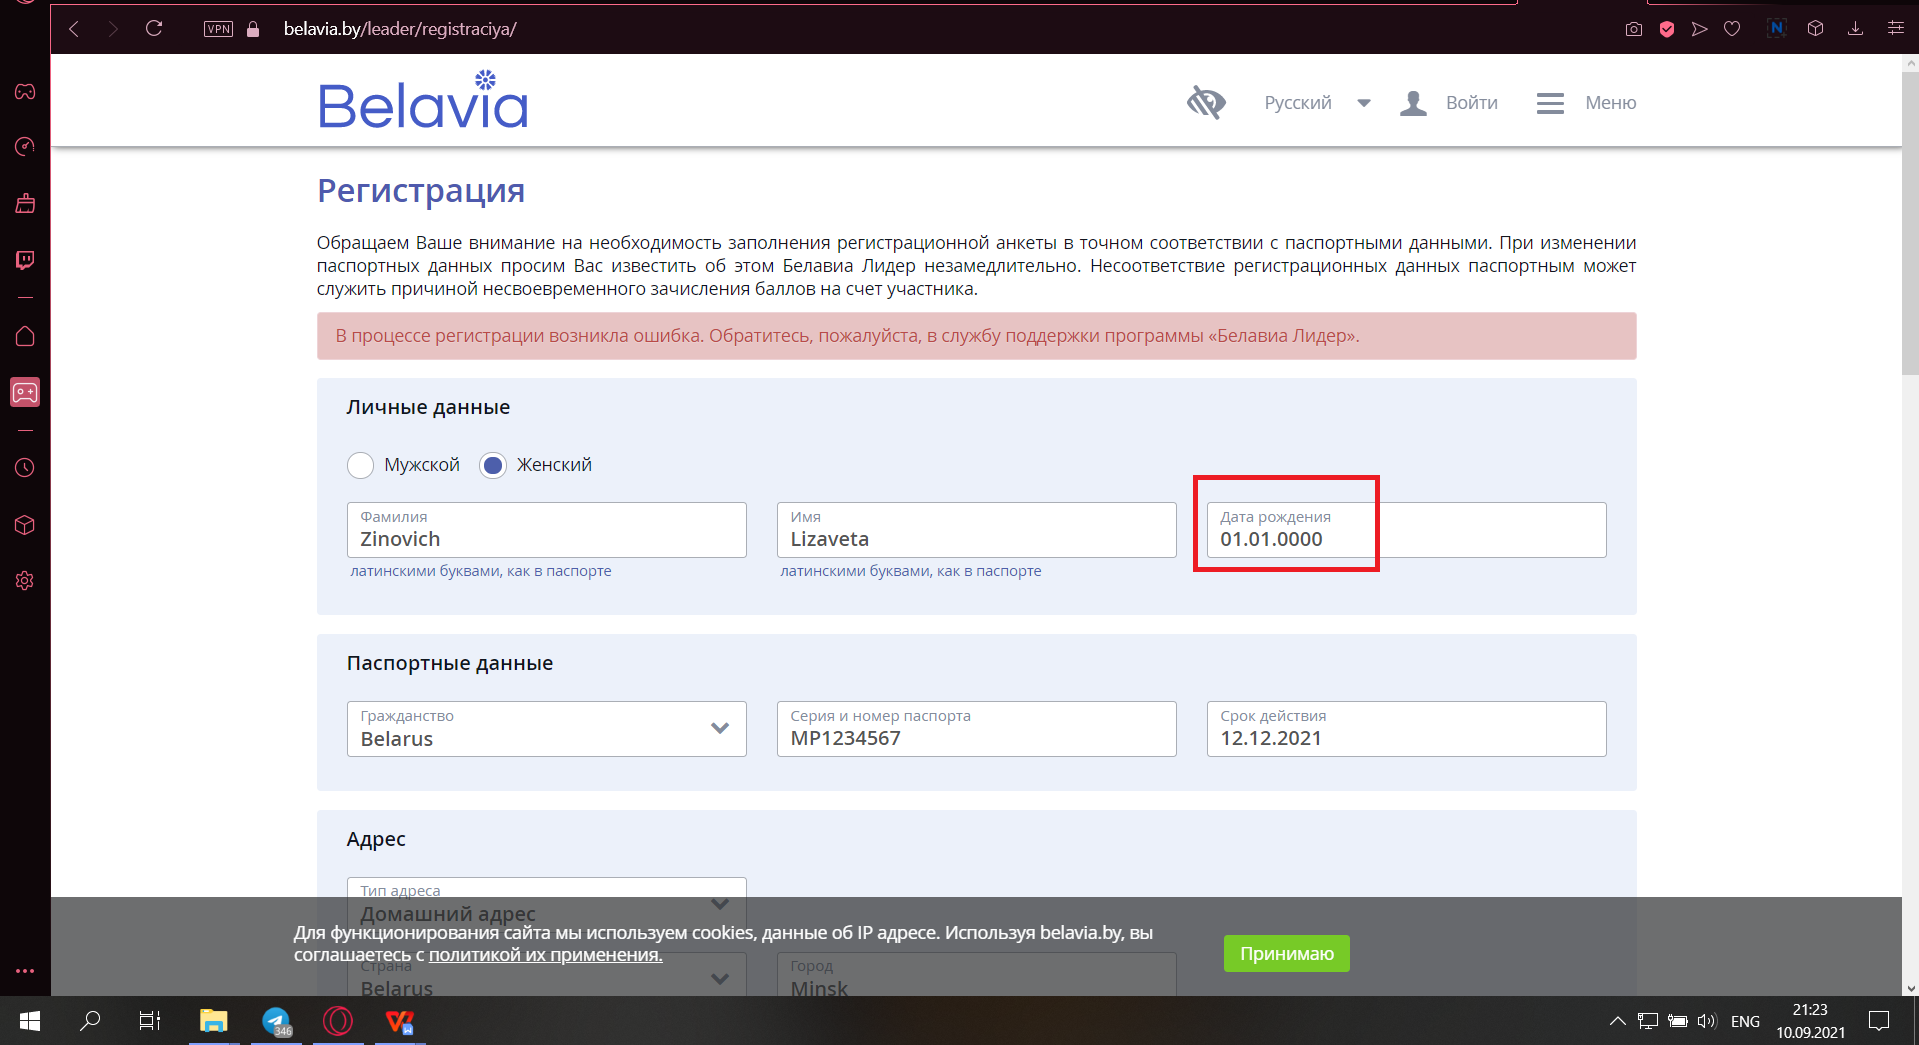 VPN
belavia.by/leader/registraciya/
N
Belavia
Русский
Войти
Меню
Регистрация
Обращаем Ваше внимание на необходимость заполнения регистрационной анкеты в точном соответствии с паспортными данными. При изменении
паспортных данных просим Вас известить об этом Белавиа Лидер незамедлительно. Несоответствие регистрационных данных паспортным может
служить причиной несвоевременного зачисления баллов на счет участника.
В процессе регистрации возникла ошибка. Обратитесь, пожалуйста, в службу поддержки программы «Белавиа Лидер».
Личные данные
Мужской
Женский
Фамилия
Zinovich
латинскими буквами, как в паспорте
Имя
Lizaveta
латинскими буквами, как в паспорте
Дата рождения
01.01.0000
Паспортные данные
Гражданство
Belarus
Серия и номер паспорта
MP1234567
Срок действия
12.12.2021
Адрес
Тип адреса
Домашний адрес
Для функционирования сайта мы используем cookies, данные об IP адресе. Используя belavia.by, вы
соглашаетесь с политикой их применения.
Принимаю
Страна
Belarus
Город
Minsk
346
ENG
21:23
10.09.2021